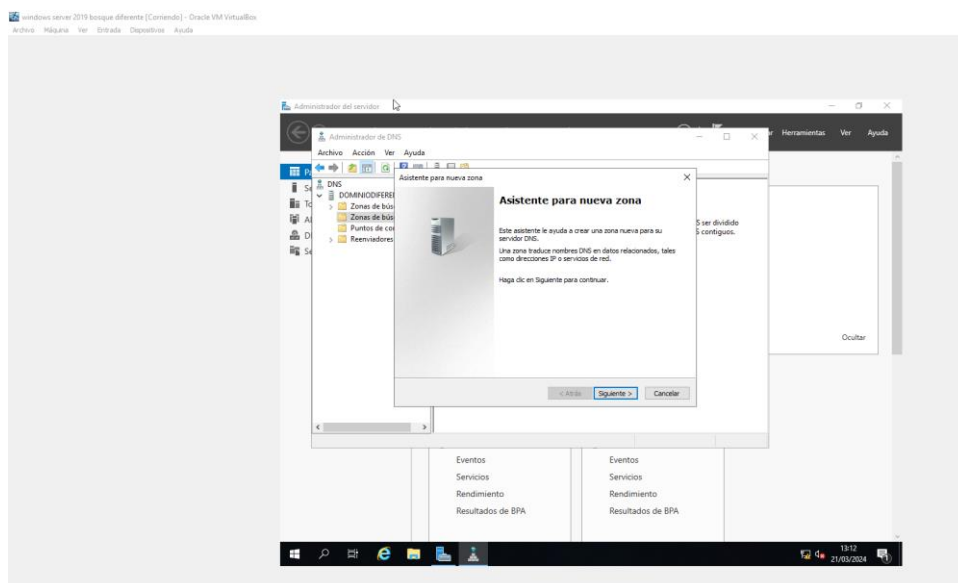 windows server 2019 bosque diferente [Corriendo] - Oracle VM VirtualBox
Archivo Máquina Ver Entrada Dispositivos Ayuda
Administrador del servidor
Herramientas Ver Ayuda
Administrador de DNS
Archivo Acción Ver Ayuda
DNS
DOMINIODIFERE
Zonas de bús
Zonas de bús
Puntos de co
Reenviadores
Asistente para nueva zona
Asistente para nueva zona
Este asistente le ayuda a crear una zona nueva para su
servidor DNS.
Una zona traduce nombres DNS en datos relacionados, tales
como direcciones IP o servicios de red.
Haga clic en Siguiente para continuar.
< Atrás Siguiente > Cancelar
S ser dividido
S contiguos.
Ocultar
Eventos
Servicios
Rendimiento
Resultados de BPA
Eventos
Servicios
Rendimiento
Resultados de BPA
13:12
21/03/2024